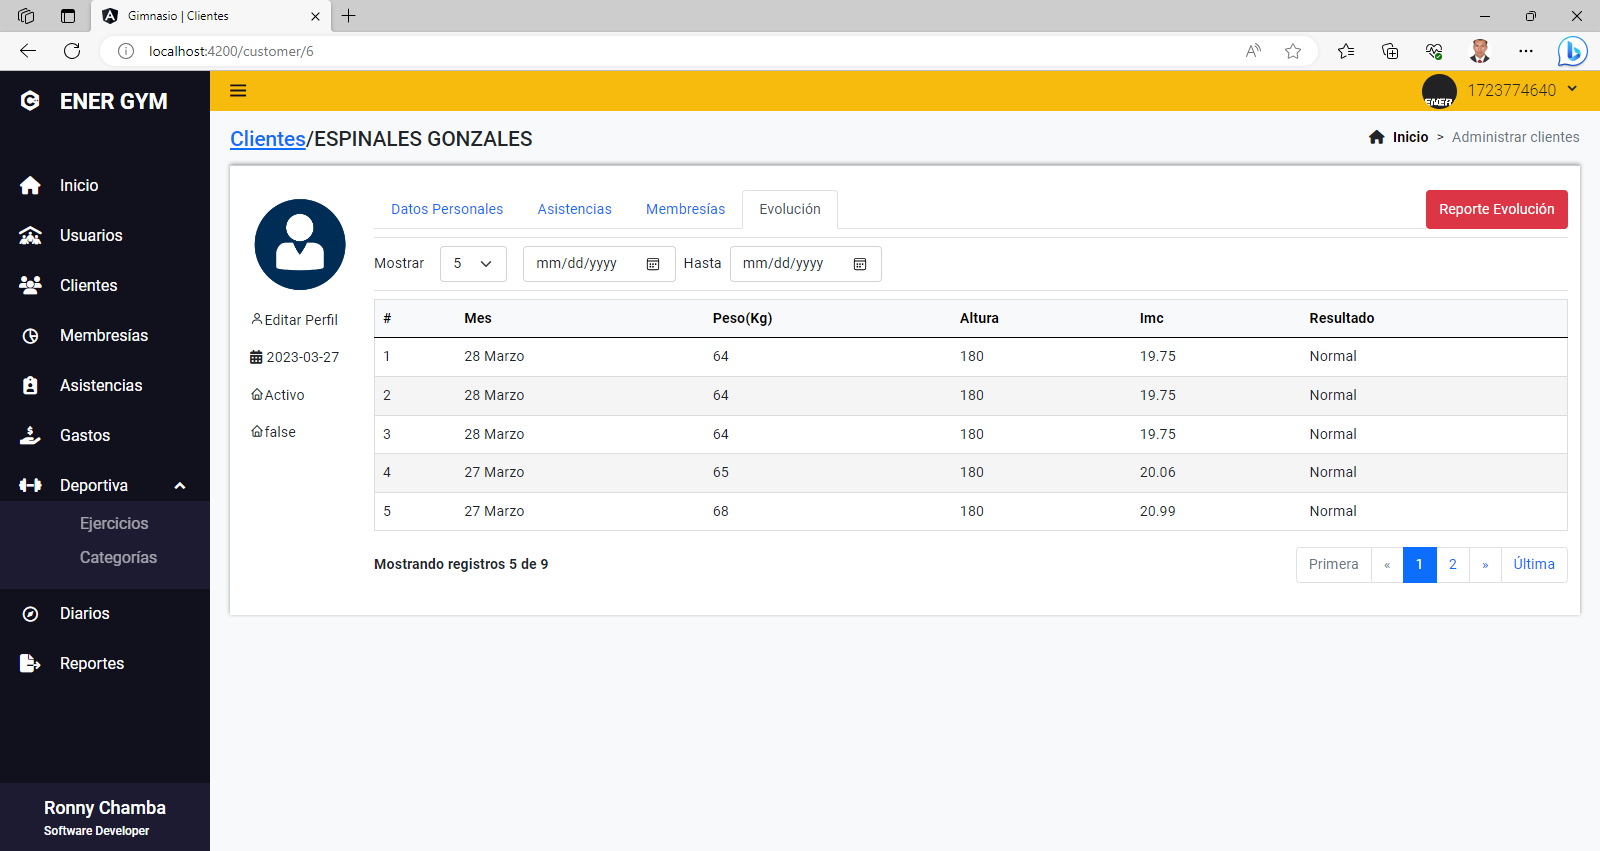 Gimnasio | Clientes
localhost:4200/customer/6
ENER GYM
ENER
1723774640
Clientes/ESPINALES GONZALES
Inicio > Administrar clientes
Inicio
Usuarios
Clientes
Membresías
Asistencias
Gastos
Deportiva
Ejercicios
Categorías
Diarios
Reportes
Ronny Chamba
Software Developer
Editar Perfil
2023-03-27
Activo
false
Datos Personales Asistencias Membresías Evolución Reporte Evolución
Mostrar 5 mm/dd/yyyy Hasta mm/dd/yyyy
# Mes Peso(Kg) Altura Imc Resultado
1 28 Marzo 64 180 19.75 Normal
2 28 Marzo 64 180 19.75 Normal
3 28 Marzo 64 180 19.75 Normal
4 27 Marzo 65 180 20.06 Normal
5 27 Marzo 68 180 20.99 Normal
Mostrando registros 5 de 9
Primera « 1 2 » Última